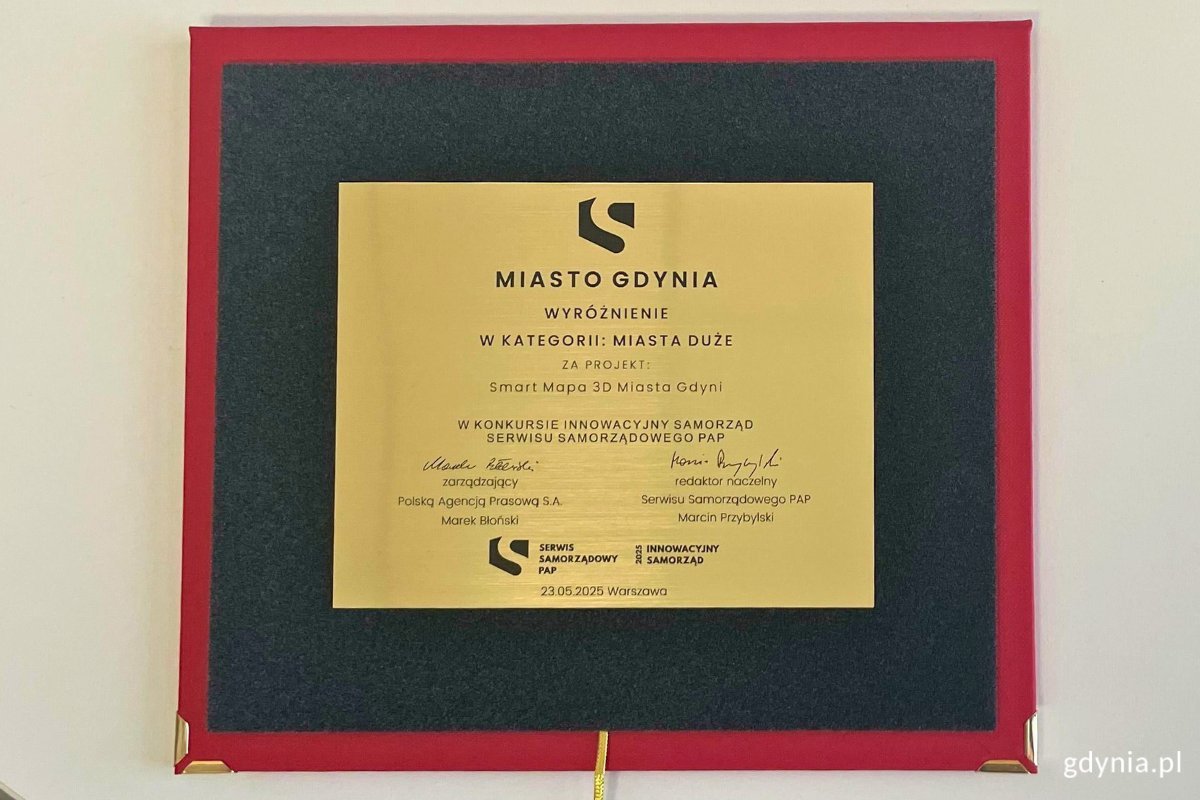 MIASTO GDYNIA
WYRÓŻNIENIE
W KATEGORII: MIASTA DUŻE
ZA PROJEKT:
Smart Mapa 3D Miasta Gdyni
W KONKURSIE INNOWACYJNY SAMORZĄD
SERWISU SAMORZĄDOWEGO PAP
zarządzający
Polską Agencją Prasową S.A.
Marek Błoński
redaktor naczelny
Serwisu Samorządowego PAP
Marcin Przybylski
SERWIS
SAMORZĄDOWY
PAP
2025
INNOWACYJNY
SAMORZĄD
23.05.2025 Warszawa
gdynia.pl